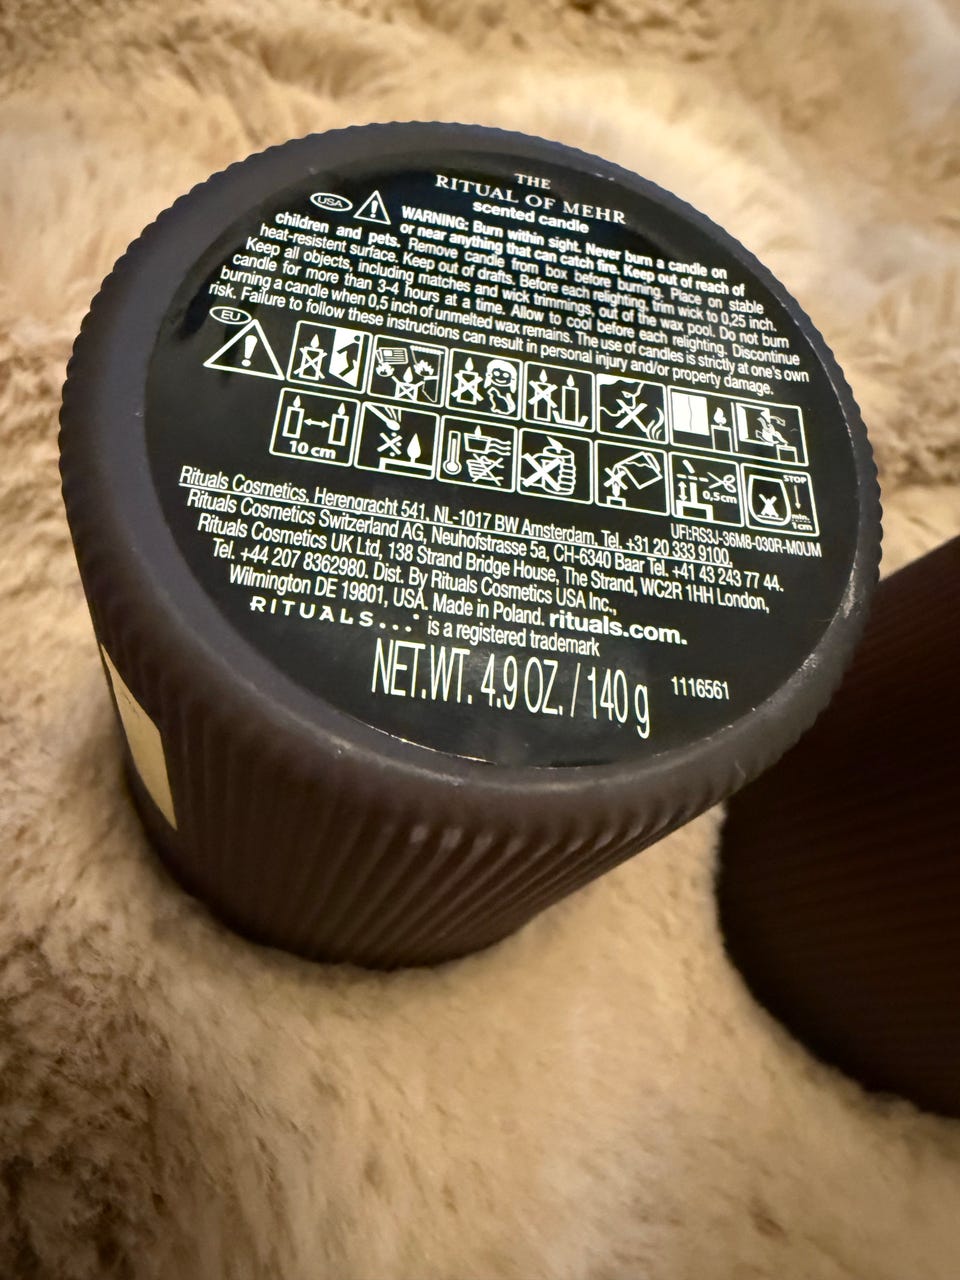 THE
RITUAL OF MEHR
scented candle
USA WARNING: Burn within sight. Never burn a candle on
or near anything that can catch fire. Keep out of reach of
children and pets. Remove candle from box before burning. Place on stable
heat-resistant surface. Keep out of drafts. Before each relighting, trim wick to 0,25 inch.
Keep all objects, including matches and wick trimmings, out of the wax pool. Do not burn
candle for more than 3-4 hours at a time. Allow to cool before each relighting. Discontinue
burning a candle when 0,5 inch of unmelted wax remains. The use of candles is strictly at one's own
risk. Failure to follow these instructions can result in personal injury and/or property damage.
EU
10 cm
0,5cm
STOP
min.
1cm
UFI:RS3J-36M8-030R-M0UM
Rituals Cosmetics, Herengracht 541, NL-1017 BW Amsterdam, Tel. +31 20 333 9100,
Rituals Cosmetics Switzerland AG, Neuhofstrasse 5a, CH-6340 Baar Tel. +41 43 243 77 44.
Rituals Cosmetics UK Ltd, 138 Strand Bridge House, The Strand, WC2R 1HH London,
Tel. +44 207 8362980. Dist. By Rituals Cosmetics USA Inc.,
Wilmington DE 19801, USA. Made in Poland. rituals.com.
RITUALS... is a registered trademark
NET.WT. 4.9 OZ. / 140 g
1116561